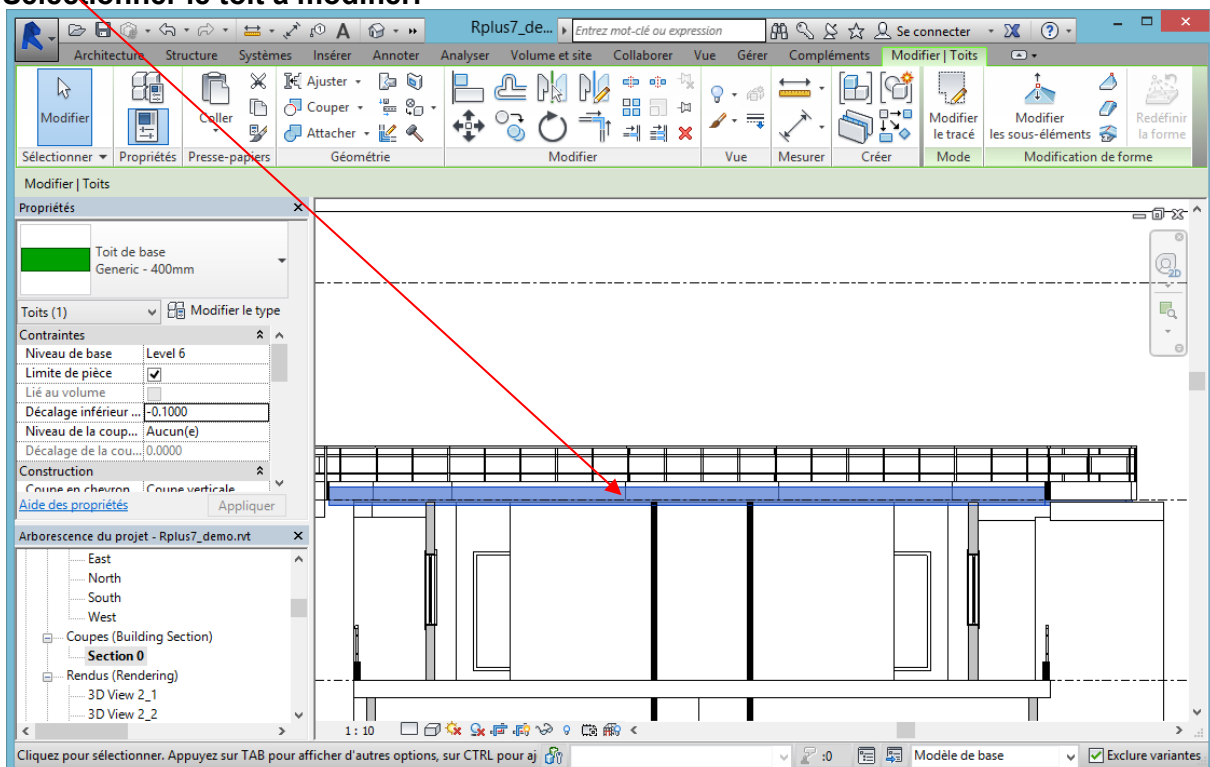 Sélectionner le toit à modifier:
Rplus7_de... Entrez mot-clé ou expression Se connecter
Architecture Structure Systèmes Insérer Annoter Analyser Volume et site Collaborer Vue Gérer Compléments Modifier | Toits
Modifier
Coller
Ajuster
Couper
Attacher
Modifier le tracé
Modifier les sous-éléments
Redéfinir la forme
Sélectionner Propriétés Presse-papiers Géométrie Modifier Vue Mesurer Créer Mode Modification de forme
Modifier | Toits
Propriétés X
Toit de base
Generic - 400mm
2D
Toits (1) Modifier le type
Contraintes
Niveau de base Level 6
Limite de pièce
Lié au volume
Décalage inférieur ... -0.1000
Niveau de la coup... Aucun(e)
Décalage de la cou... 0.0000
Construction
Coupe en chevron Coupe verticale
Aide des propriétés Appliquer
Arborescence du projet - Rplus7_demo.rvt X
East
North
South
West
Coupes (Building Section)
Section 0
Rendus (Rendering)
3D View 2_1
3D View 2_2
1 : 10
Cliquez pour sélectionner. Appuyez sur TAB pour afficher d'autres options, sur CTRL pour aj :0 Modèle de base Exclure variantes